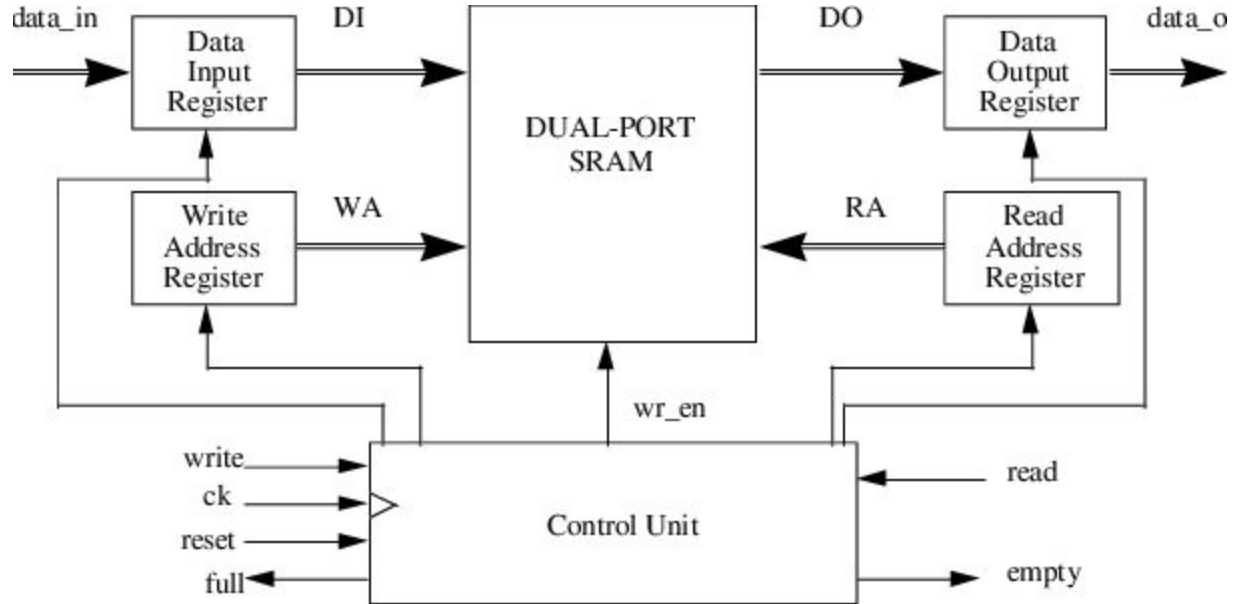 data_in
DI
DO
data_o
Data
Input
Register
Data
Output
Register
DUAL-PORT
SRAM
WA
RA
Write
Address
Register
Read
Address
Register
wr_en
write
ck
reset
full
Control Unit
read
empty